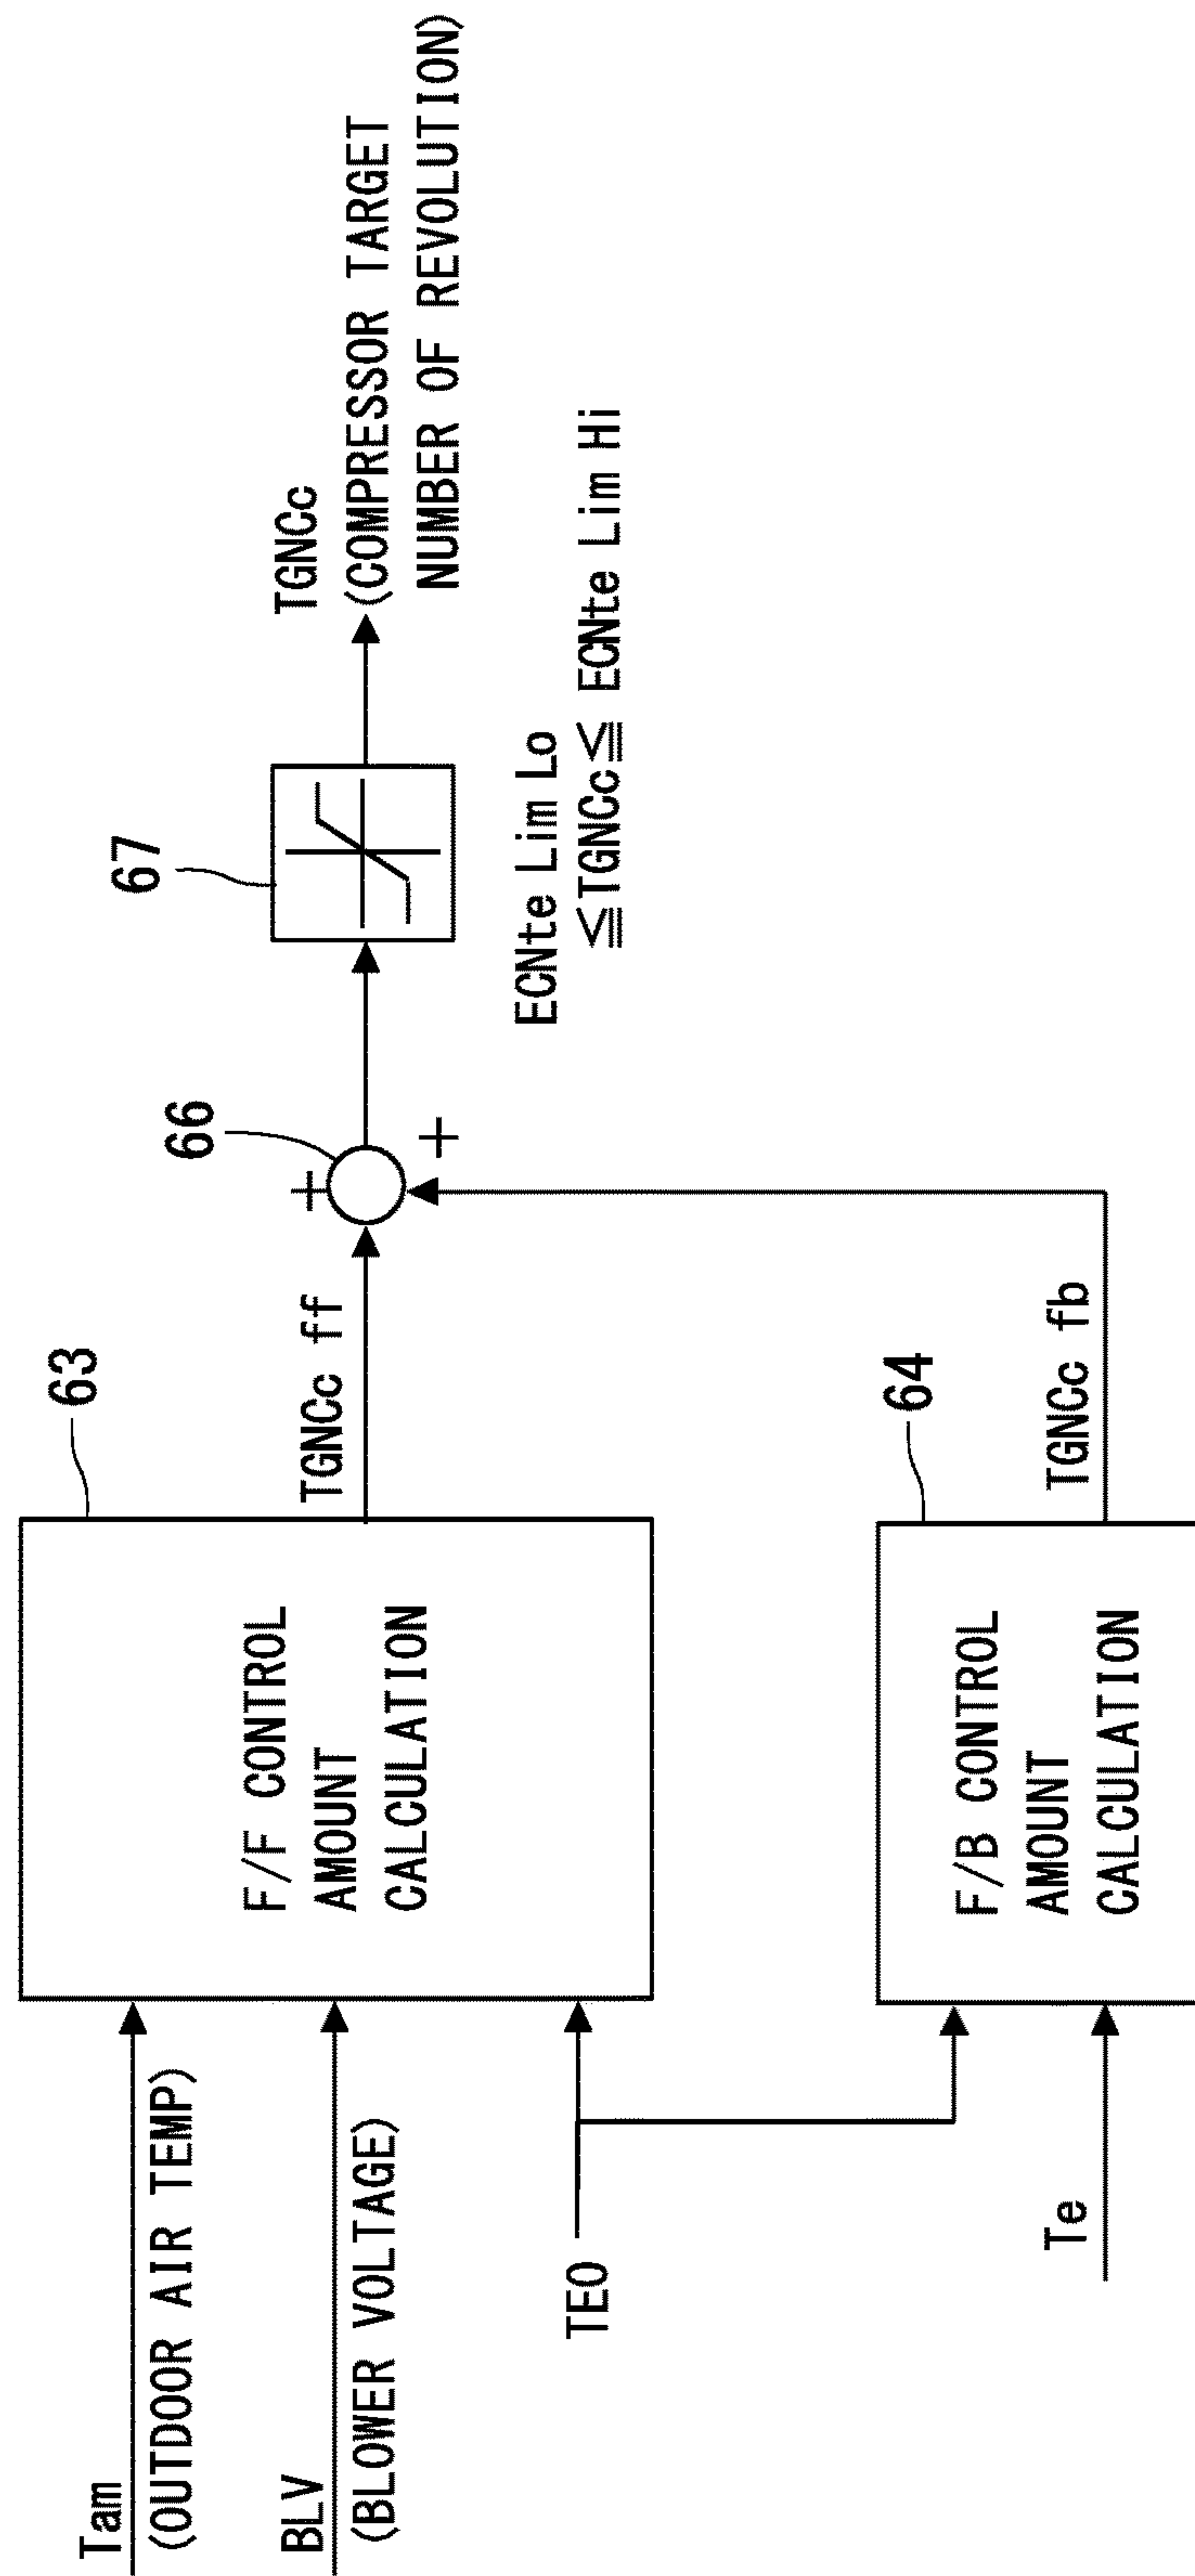 Tam
(OUTDOOR AIR TEMP)
BLV
(BLOWER VOLTAGE)
TEO
Te
63
F/F CONTROL
AMOUNT
CALCULATION
64
F/B CONTROL
AMOUNT
CALCULATION
TGNCc ff
TGNCc fb
66
+
+
67
ECNte Lim Lo
≦TGNCc≦ ECNte Lim Hi
TGNCc
(COMPRESSOR TARGET
NUMBER OF REVOLUTION)